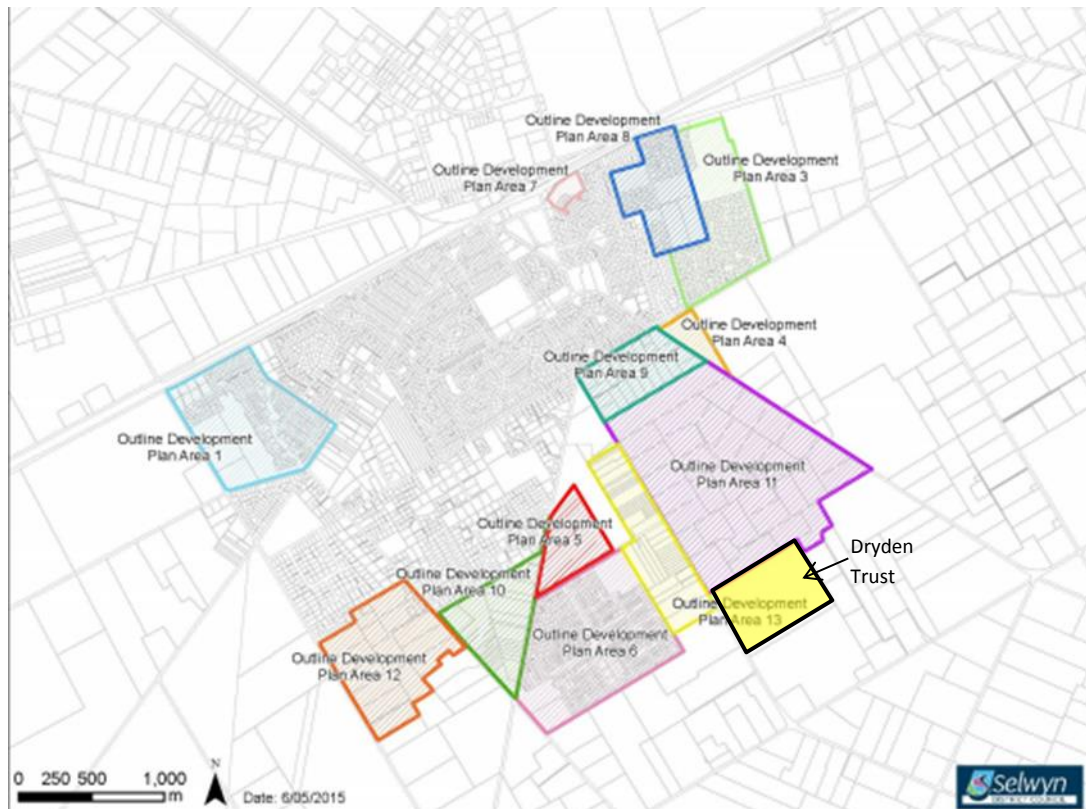 Outline Development
Plan Area 8
Outline Development
Plan Area 3
Outline Development
Plan Area 7
Outline Development
Plan Area 4
Outline Development
Plan Area 9
Outline Development
Plan Area 1
Outline Development
Plan Area 11
Outline Development
Plan Area 5
Dryden
Trust
Outline Development
Plan Area 10
Outline Development
Plan Area 13
Outline Development
Plan Area 6
Outline Development
Plan Area 12
0 250 500 1,000
m
N
Date: 6/05/2015
Selwyn
DISTRICT COUNCIL